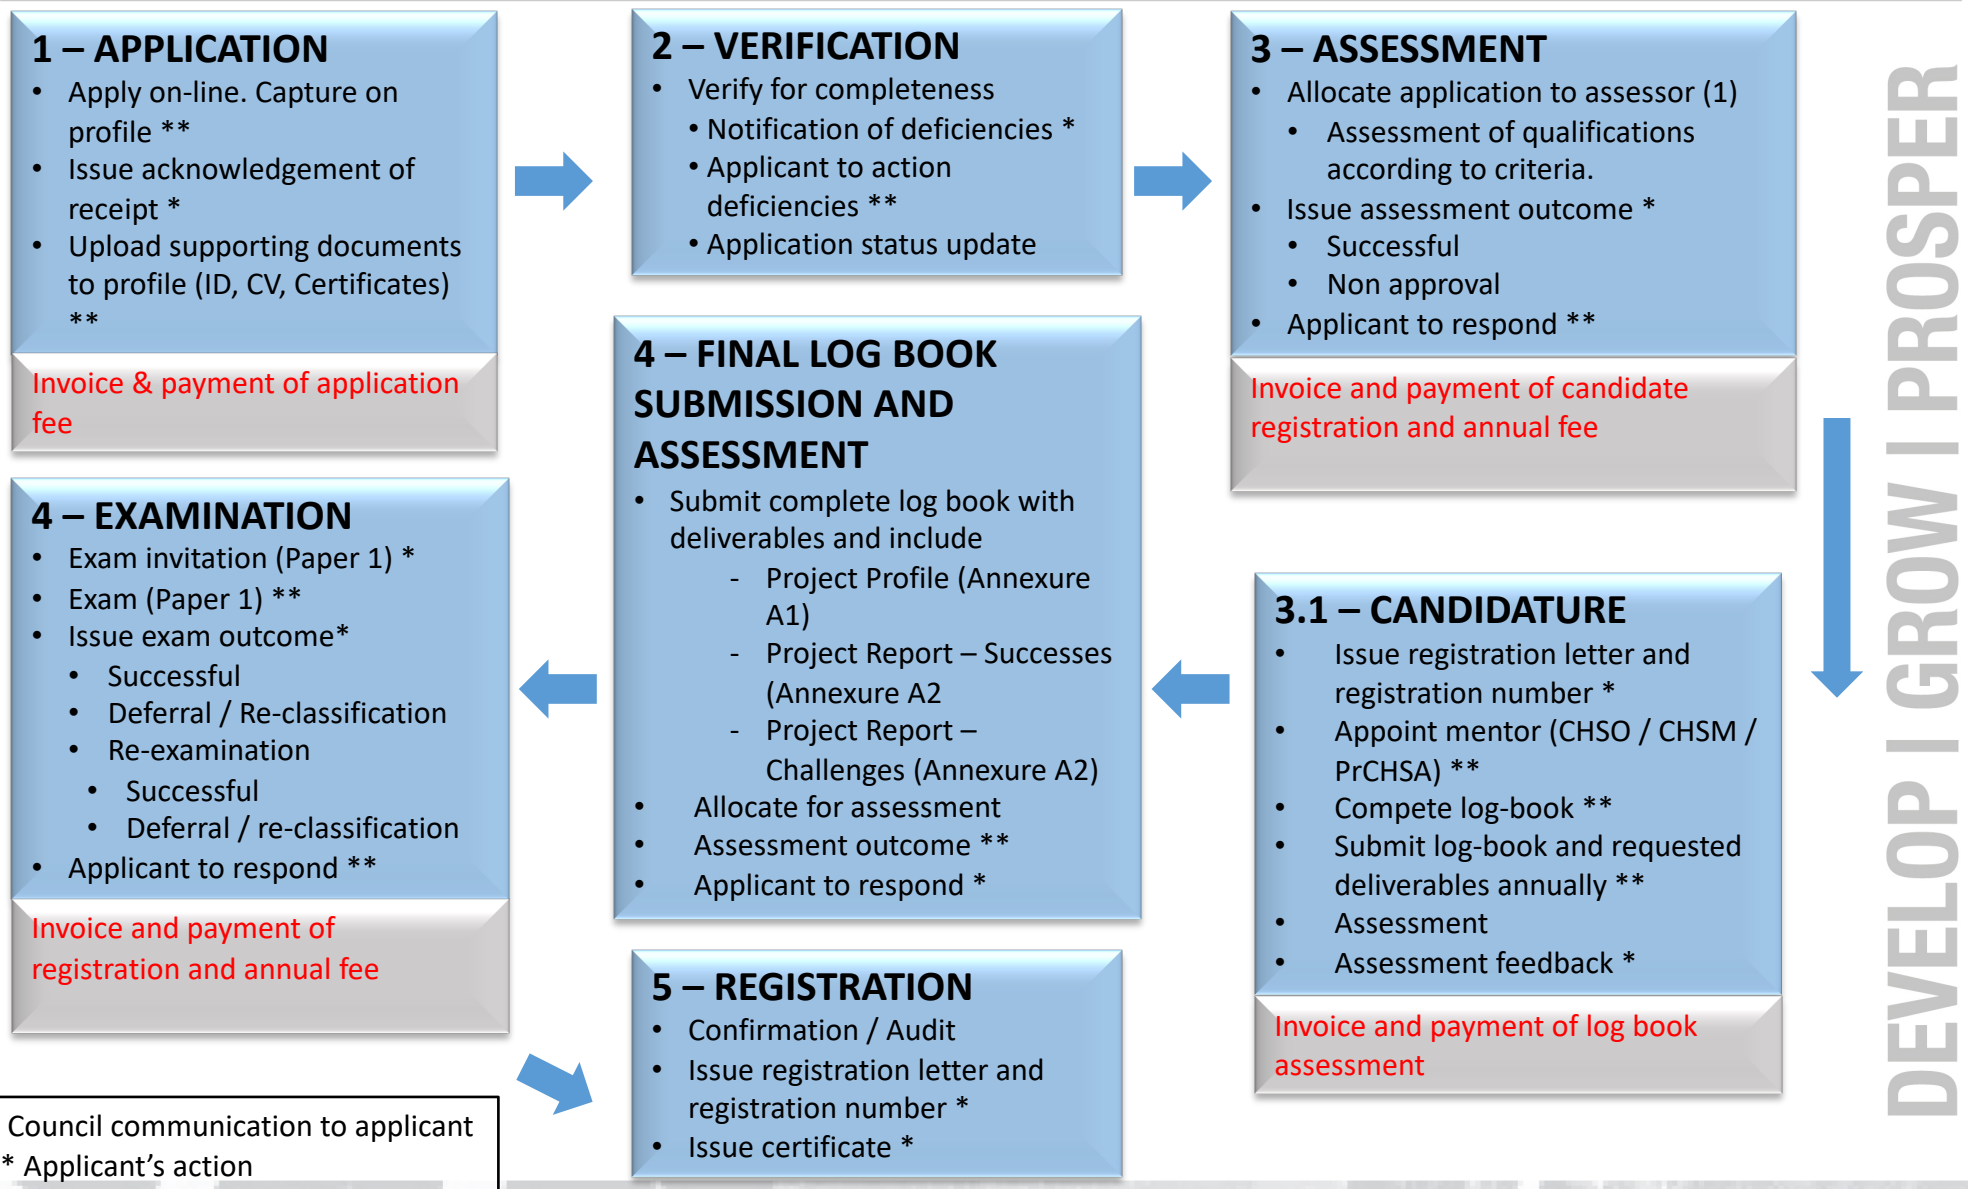 1 – APPLICATION
• Apply on-line. Capture on
profile **
• Issue acknowledgement of
receipt *
• Upload supporting documents
to profile (ID, CV, Certificates)
**
Invoice & payment of application
fee
2 – VERIFICATION
• Verify for completeness
• Notification of deficiencies *
• Applicant to action
deficiencies **
• Application status update
3 – ASSESSMENT
• Allocate application to assessor (1)
• Assessment of qualifications
according to criteria.
• Issue assessment outcome *
• Successful
• Non approval
• Applicant to respond **
Invoice and payment of candidate
registration and annual fee
3.1 – CANDIDATURE
• Issue registration letter and
registration number *
• Appoint mentor (CHSO / CHSM /
PrCHSA) **
• Compete log-book **
• Submit log-book and requested
deliverables annually **
• Assessment
• Assessment feedback *
Invoice and payment of log book
assessment
4 – FINAL LOG BOOK
SUBMISSION AND
ASSESSMENT
• Submit complete log book with
deliverables and include
- Project Profile (Annexure
A1)
- Project Report – Successes
(Annexure A2
- Project Report –
Challenges (Annexure A2)
• Allocate for assessment
• Assessment outcome **
• Applicant to respond *
4 – EXAMINATION
• Exam invitation (Paper 1) *
• Exam (Paper 1) **
• Issue exam outcome*
• Successful
• Deferral / Re-classification
• Re-examination
• Successful
• Deferral / re-classification
• Applicant to respond **
Invoice and payment of
registration and annual fee
5 – REGISTRATION
• Confirmation / Audit
• Issue registration letter and
registration number *
• Issue certificate *
Council communication to applicant
* Applicant's action
DEVELOP I GROW I PROSPER